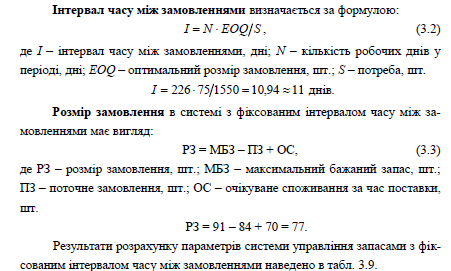 Інтервал часу між замовленнями визначається за формулою:
I = N · EOQ/S , (3.2)
де I – інтервал часу між замовленнями, дні; N – кількість робочих днів у
періоді, дні; EOQ – оптимальний розмір замовлення, шт.; S – потреба, шт.
I = 226·75/1550 = 10,94 ≈ 11 днів.
Розмір замовлення в системі з фіксованим інтервалом часу між за-
мовленнями має вигляд:
РЗ = МБЗ – ПЗ + ОС, (3.3)
де РЗ – розмір замовлення, шт.; МБЗ – максимальний бажаний запас, шт.;
ПЗ – поточне замовлення, шт.; ОС – очікуване споживання за час поставки,
шт.
РЗ = 91 – 84 + 70 = 77.
Результати розрахунку параметрів системи управління запасами з фік-
сованим інтервалом часу між замовленнями наведено в табл. 3.9.